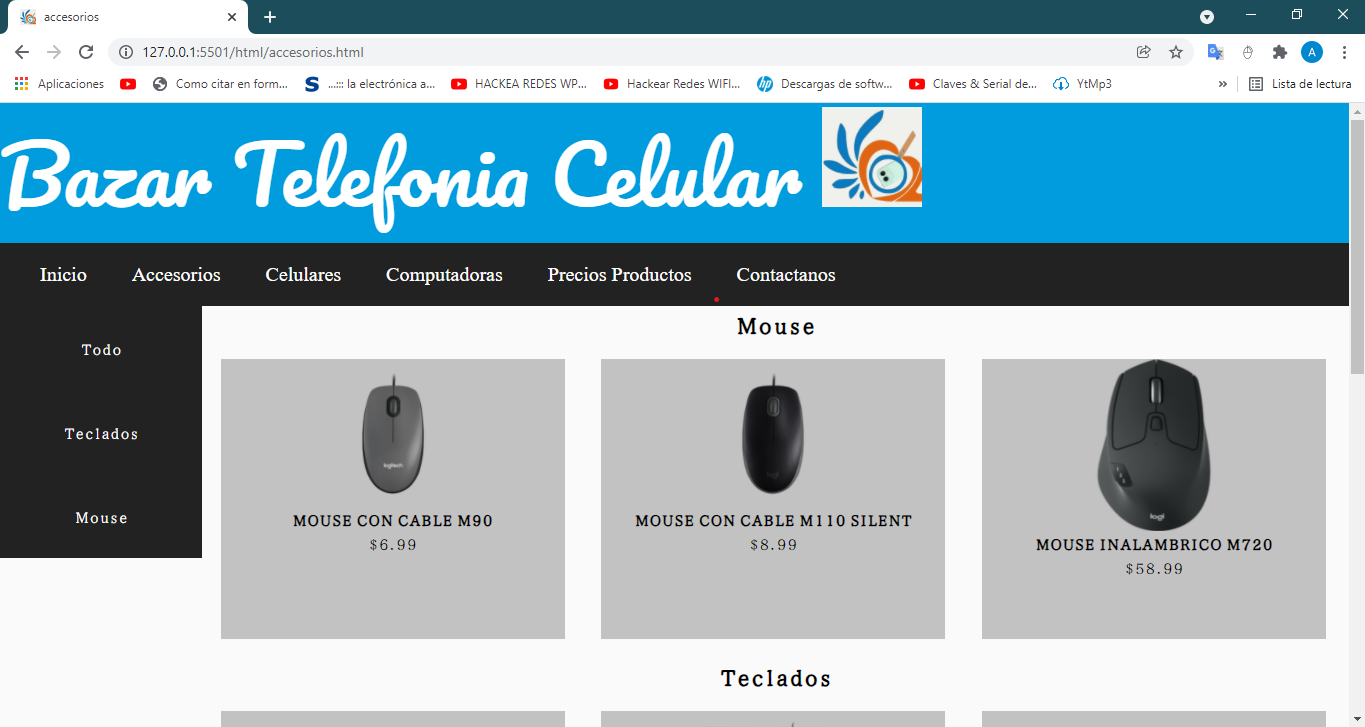 accesorios
127.0.0.1:5501/html/accesorios.html
A
Aplicaciones
Como citar en form...
S
...::: la electrónica a...
HACKEA REDES WP...
Hackear Redes WIFI...
hp
Descargas de softw...
Claves & Serial de...
YtMp3
»
Lista de lectura
Bazar Telefonia Celular
Inicio Accesorios Celulares Computadoras Precios Productos Contactanos
Todo
Teclados
Mouse
Mouse
logitech
MOUSE CON CABLE M90
$6.99
logi
MOUSE CON CABLE M110 SILENT
$8.99
logi
MOUSE INALAMBRICO M720
$58.99
Teclados